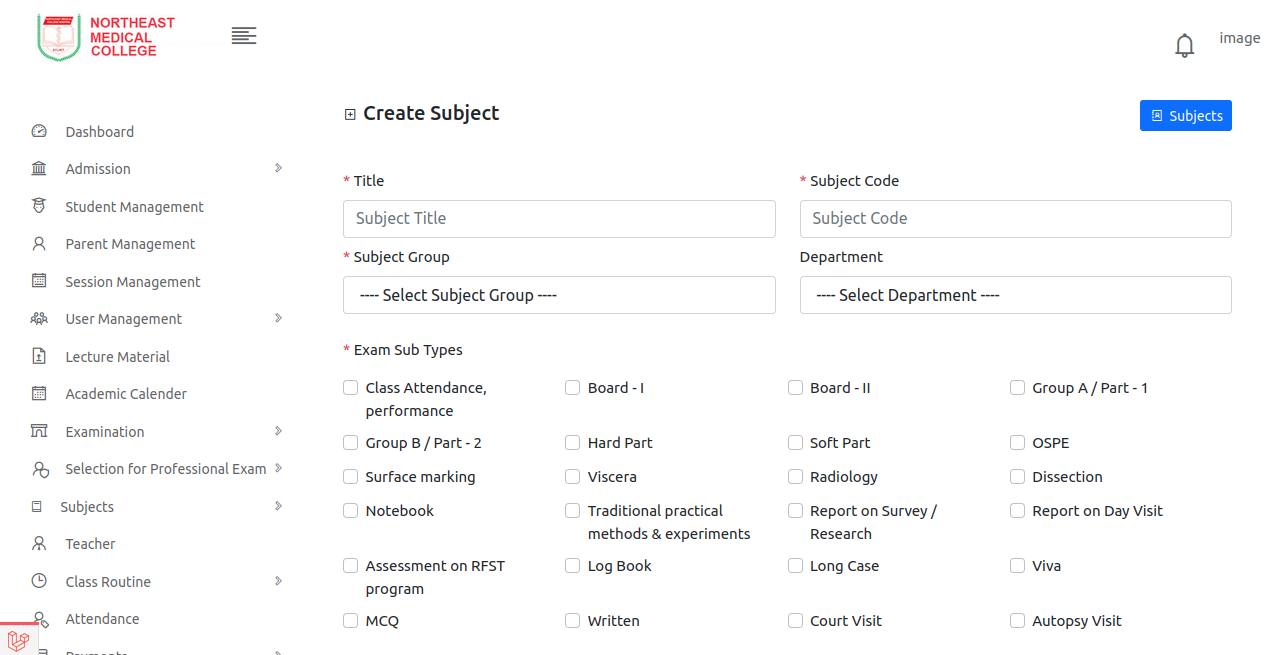 NORTHEAST
MEDICAL
COLLEGE
image
Dashboard
Admission
Student Management
Parent Management
Session Management
User Management
Lecture Material
Academic Calender
Examination
Selection for Professional Exam
Subjects
Teacher
Class Routine
Attendance
Payments
Create Subject
Subjects
* Title
* Subject Code
Subject Title
Subject Code
* Subject Group
Department
---- Select Subject Group ----
---- Select Department ----
* Exam Sub Types
Class Attendance,
performance
Board - I
Board - II
Group A / Part - 1
Group B / Part - 2
Hard Part
Soft Part
OSPE
Surface marking
Viscera
Radiology
Dissection
Notebook
Traditional practical
methods & experiments
Report on Survey /
Research
Report on Day Visit
Assessment on RFST
program
Log Book
Long Case
Viva
MCQ
Written
Court Visit
Autopsy Visit